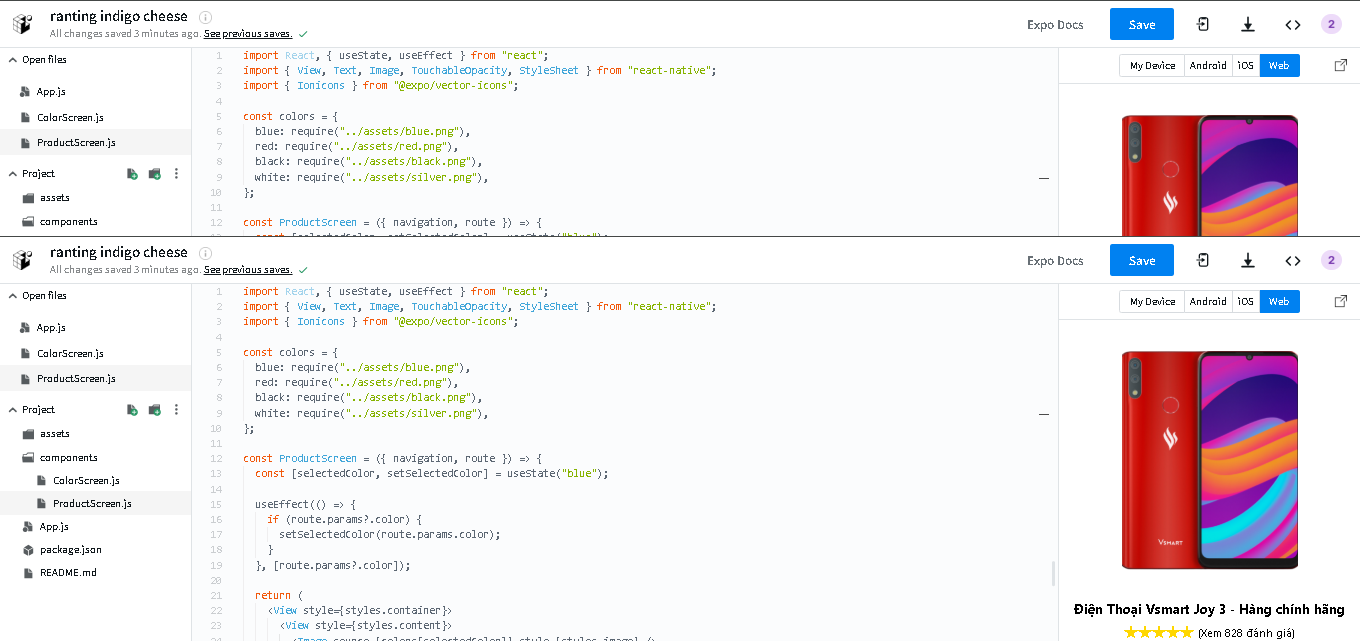 ranting indigo cheese
All changes saved 3 minutes ago. See previous saves.
Expo Docs
Save
2
Open files
App.js
ColorScreen.js
ProductScreen.js
Project
assets
components
1 import React, { useState, useEffect } from "react";
2 import { View, Text, Image, TouchableOpacity, StyleSheet } from "react-native";
3 import { Ionicons } from "@expo/vector-icons";
4
5 const colors = {
6 blue: require("../assets/blue.png"),
7 red: require("../assets/red.png"),
8 black: require("../assets/black.png"),
9 white: require("../assets/silver.png"),
10 };
11
12 const ProductScreen = ({ navigation, route }) => {
My Device Android iOS Web
ranting indigo cheese
All changes saved 3 minutes ago. See previous saves.
Expo Docs
Save
2
Open files
App.js
ColorScreen.js
ProductScreen.js
Project
assets
components
ColorScreen.js
ProductScreen.js
App.js
package.json
README.md
1 import React, { useState, useEffect } from "react";
2 import { View, Text, Image, TouchableOpacity, StyleSheet } from "react-native";
3 import { Ionicons } from "@expo/vector-icons";
4
5 const colors = {
6 blue: require("../assets/blue.png"),
7 red: require("../assets/red.png"),
8 black: require("../assets/black.png"),
9 white: require("../assets/silver.png"),
10 };
11
12 const ProductScreen = ({ navigation, route }) => {
13 const [selectedColor, setSelectedColor] = useState("blue");
14
15 useEffect(() => {
16 if (route.params?.color) {
17 setSelectedColor(route.params.color);
18 }
19 }, [route.params?.color]);
20
21 return (
22 <View style={styles.container}>
23 <View style={styles.content}>
My Device Android iOS Web
VSMART
Điện Thoại Vsmart Joy 3 - Hàng chính hãng
(Xem 828 đánh giá)